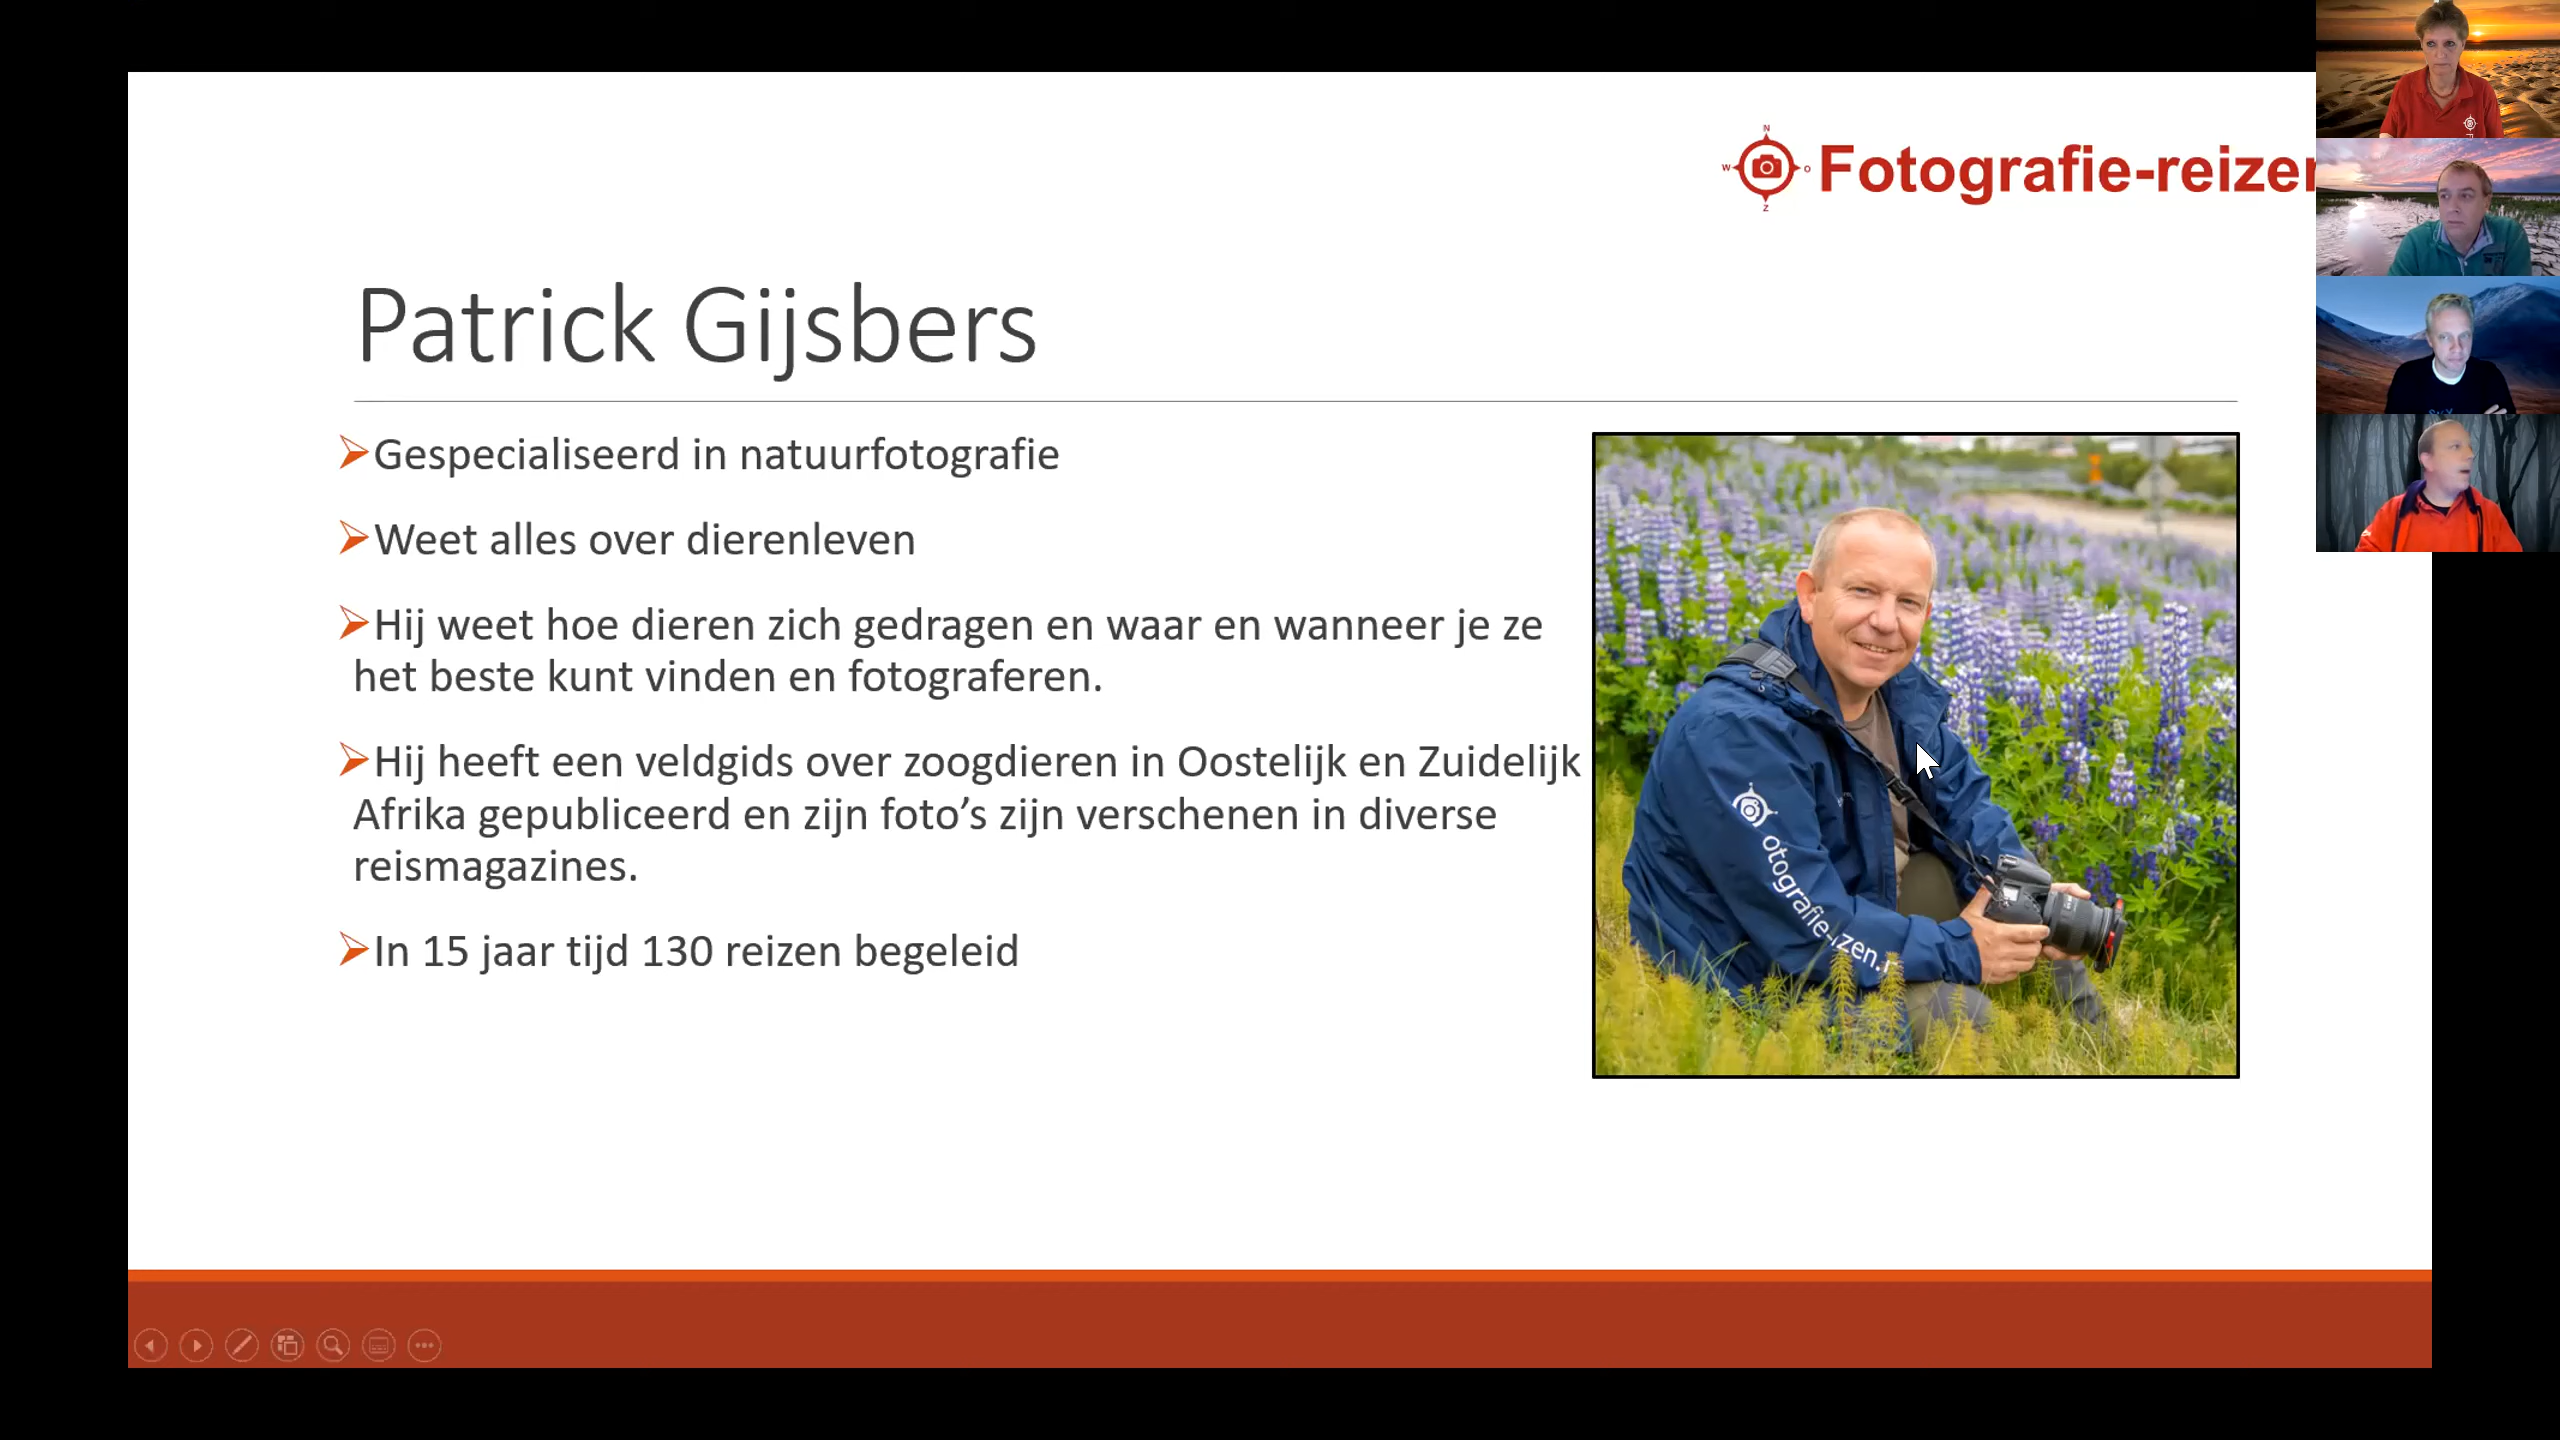 N
W O
Z
Fotografie-reizen
Patrick Gijsbers
Gespecialiseerd in natuurfotografie
Weet alles over dierenleven
Hij weet hoe dieren zich gedragen en waar en wanneer je ze
het beste kunt vinden en fotograferen.
Hij heeft een veldgids over zoogdieren in Oostelijk en Zuidelijk
Afrika gepubliceerd en zijn foto’s zijn verschenen in diverse
reismagazines.
In 15 jaar tijd 130 reizen begeleid
otografie-izen.